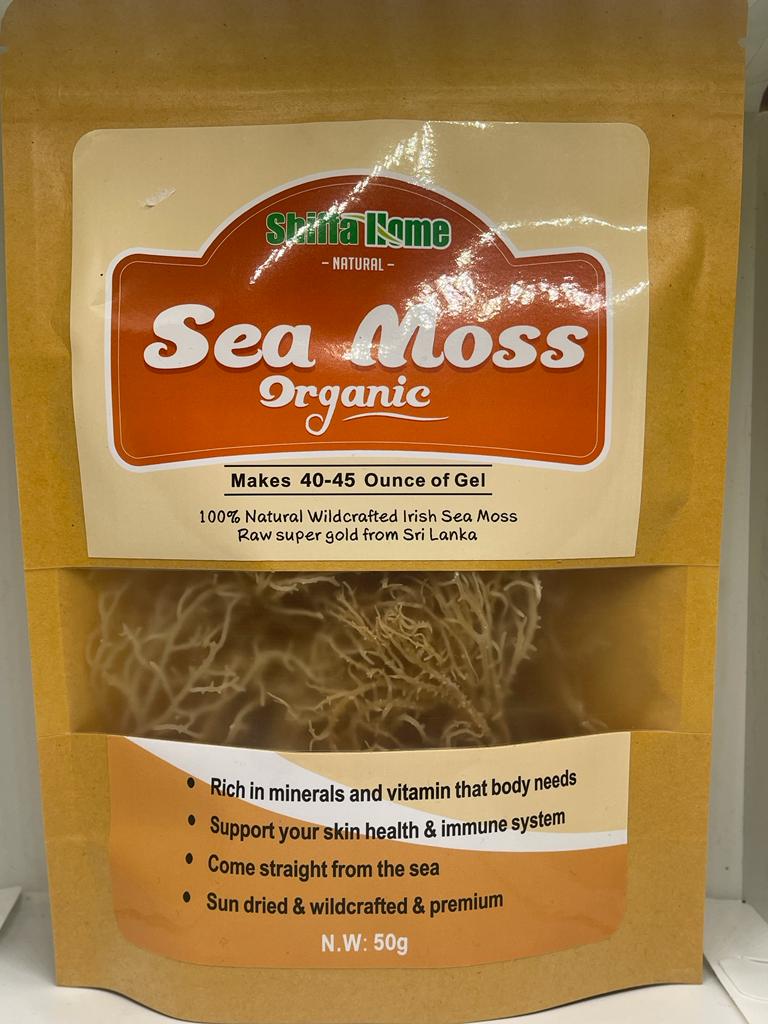 Shiffa Home
– NATURAL –
Sea Moss
Organic
Makes 40-45 Ounce of Gel
100% Natural Wildcrafted Irish Sea Moss
Raw super gold from Sri Lanka
• Rich in minerals and vitamin that body needs
• Support your skin health & immune system
• Come straight from the sea
• Sun dried & wildcrafted & premium
N.W: 50g